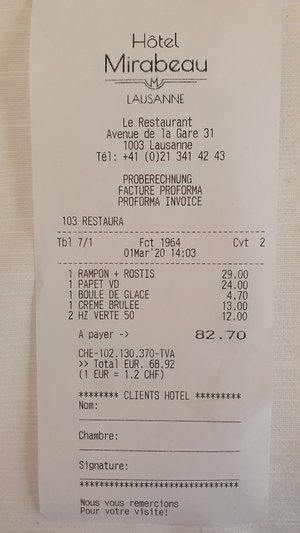 Hôtel
Mirabeau
M
LAUSANNE
Le Restaurant
Avenue de la Gare 31
1003 Lausanne
Tél: +41 (0)21 341 42 43
PROBERECHNUNG
FACTURE PROFORMA
PROFORMA INVOICE
103 RESTAURA
Tbl 7/1 Fct 1964 Cvt 2
01Mar'20 14:03
1 RAMPON + ROSTIS 29.00
1 PAPET VD 24.00
1 BOULE DE GLACE 4.70
1 CREME BRULEE 13.00
2 HZ VERTE 50 12.00
A payer -> 82.70
CHE-102.130.370-TVA
>> Total EUR. 68.92
(1 EUR = 1.2 CHF)
******** CLIENTS HOTEL *********
Nom:
Chambre:
Signature:
********************************
Nous vous remercions
Pour votre visite!